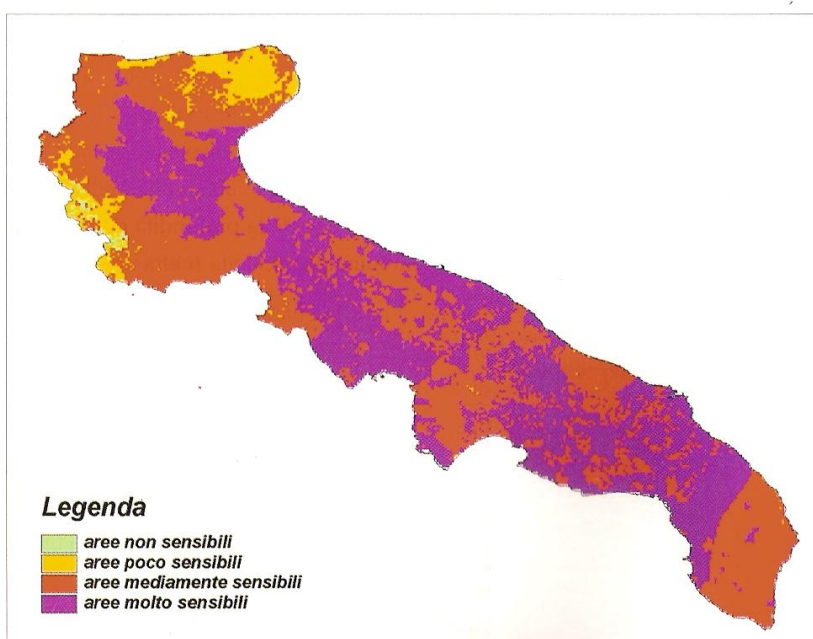 Legenda
aree non sensibili
aree poco sensibili
aree mediamente sensibili
aree molto sensibili